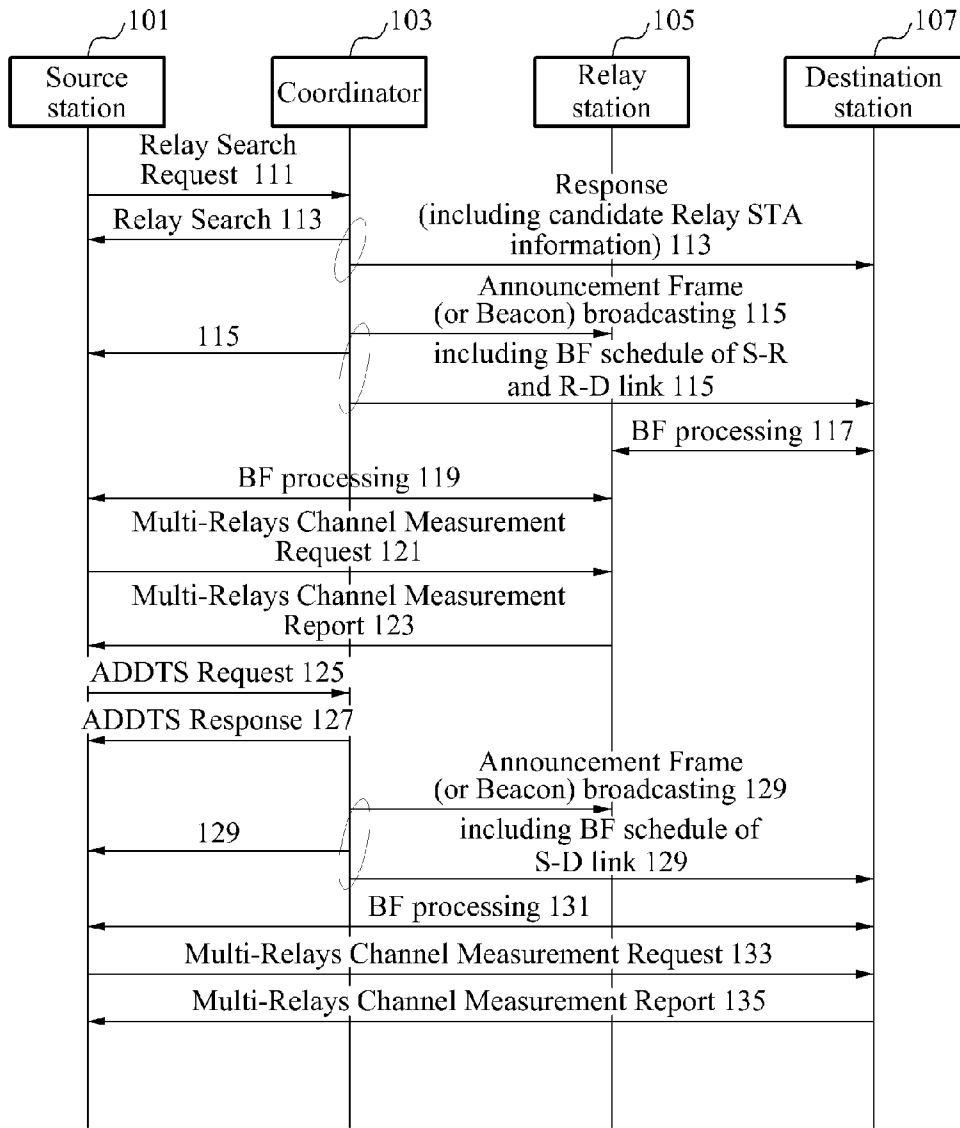 101
103
105
107
Source
station
Coordinator
Relay
station
Destination
station
Relay Search
Request 111
Response
(including candidate Relay STA
information) 113
Relay Search 113
Announcement Frame
(or Beacon) broadcasting 115
115
including BF schedule of S-R
and R-D link 115
BF processing 117
BF processing 119
Multi-Relays Channel Measurement
Request 121
Multi-Relays Channel Measurement
Report 123
ADDTS Request 125
ADDTS Response 127
Announcement Frame
(or Beacon) broadcasting 129
129
including BF schedule of
S-D link 129
BF processing 131
Multi-Relays Channel Measurement Request 133
Multi-Relays Channel Measurement Report 135